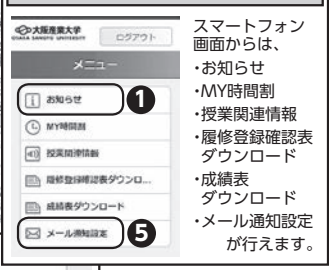 大阪産業大学
OSAKA SANGYO UNIVERSITY
ログアウト
メニュー
お知らせ
❶
MY時間割
授業関連情報
履修登録確認表ダウンロ...
成績表ダウンロード
メール通知設定
❺
スマートフォン
画面からは、
・お知らせ
・MY時間割
・授業関連情報
・履修登録確認表
ダウンロード
・成績表
ダウンロード
・メール通知設定
が行えます。